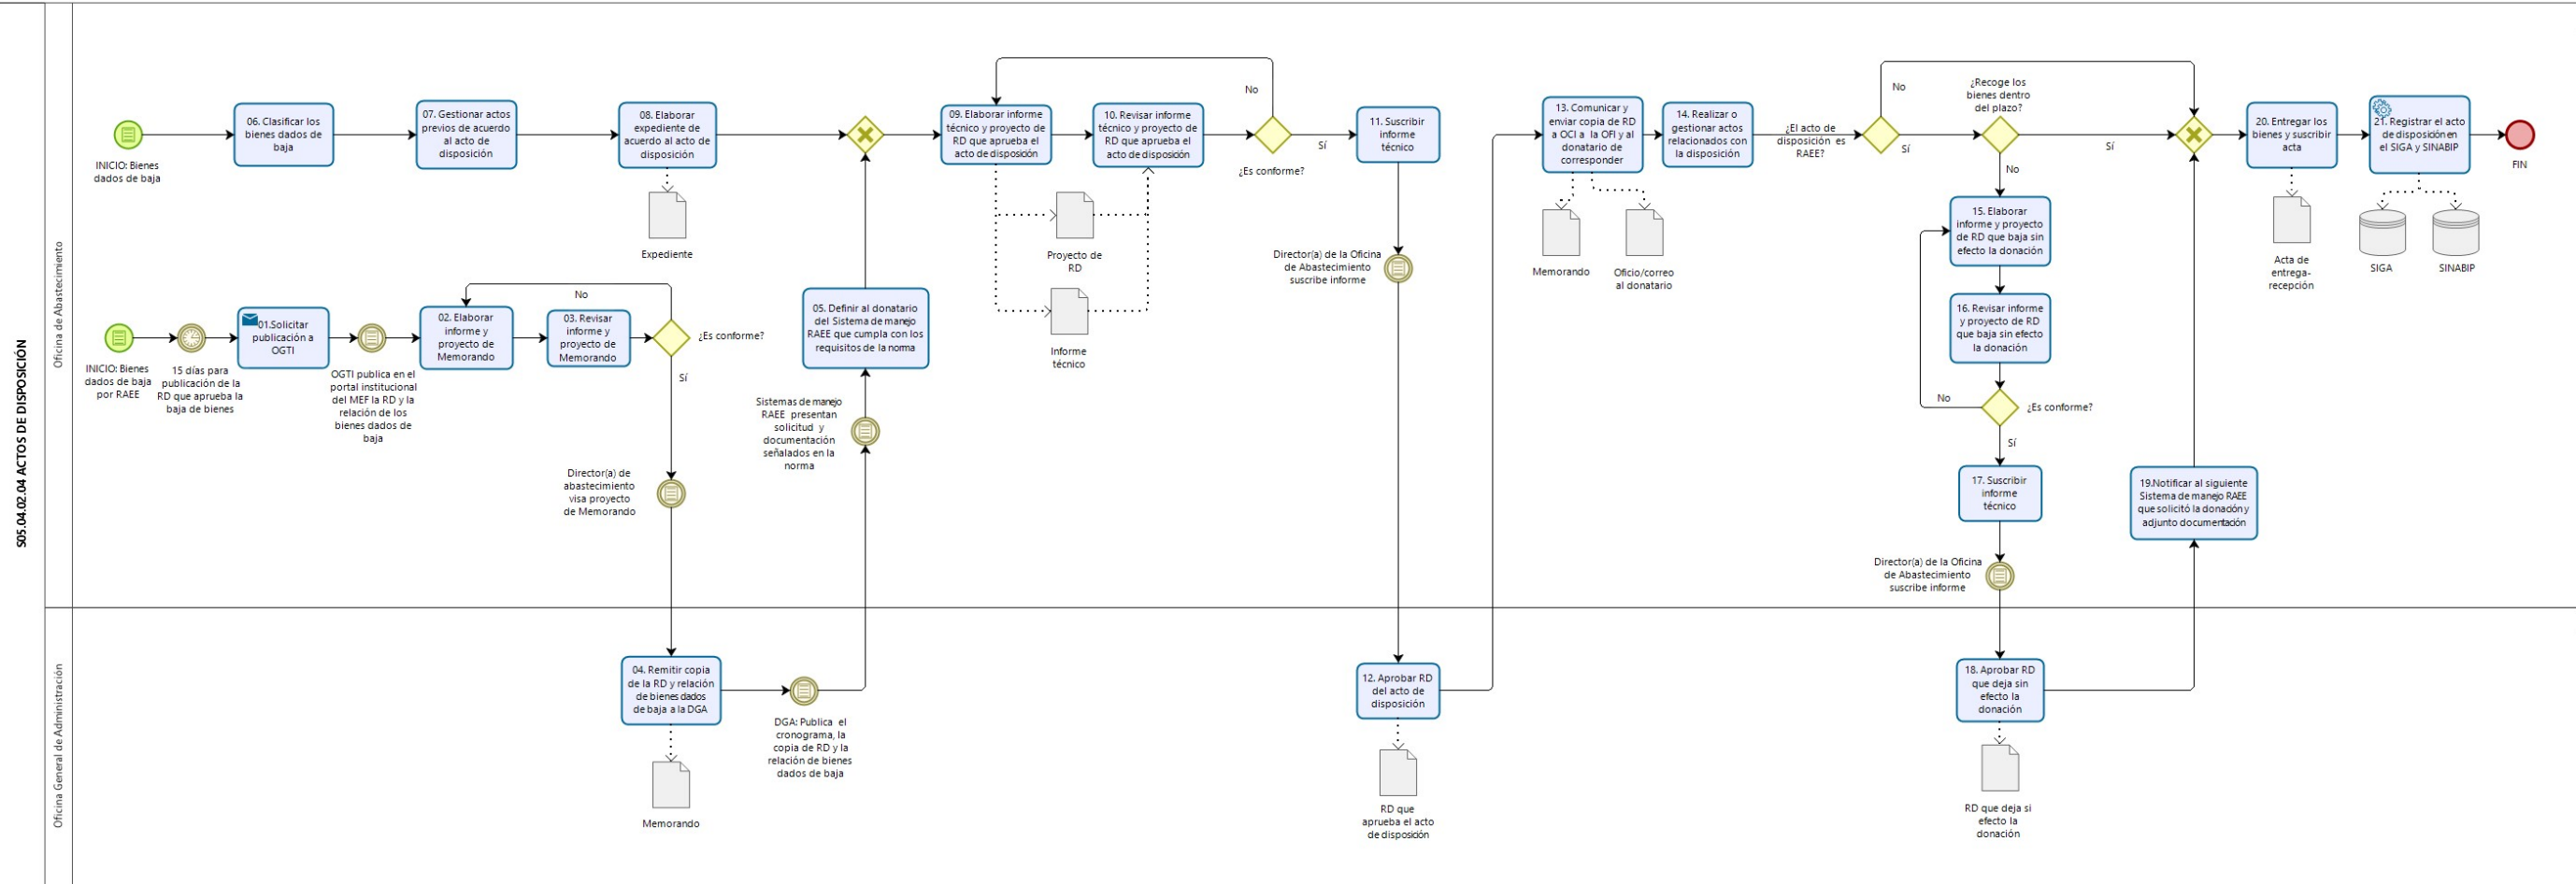 S05.04.02.04 ACTOS DE DISPOSICIÓN
Oficina de Abastecimiento
INICIO: Bienes
dados de baja
06. Clasificar los
bienes dados de
baja
07. Gestionar actos
previos de acuerdo
al acto de
disposición
08. Elaborar
expediente de
acuerdo al acto de
disposición
Expediente
09. Elaborar informe
técnico y proyecto de
RD que aprueba el
acto de disposición
10. Revisar informe
técnico y proyecto de
RD que aprueba el
acto de disposición
Proyecto de
RD
Informe
técnico
No
¿Es conforme?
Sí
11. Suscribir
informe
técnico
Director(a) de la Oficina
de Abastecimiento
suscribe informe
13. Comunicar y
enviar copia de RD
a OCI a la OFI y al
donatario de
corresponder
Memorando
Oficio/correo
al donatario
14. Realizar o
gestionar actos
relacionados con
la disposición
¿El acto de
disposición es
RAEE?
No
Sí
¿Recoge los
bienes dentro
del plazo?
Sí
No
15. Elaborar
informe y proyecto
de RD que baja sin
efecto la donación
16. Revisar informe
y proyecto de RD
que baja sin efecto
la donación
No
¿Es conforme?
Sí
17. Suscribir
informe
técnico
Director(a) de la Oficina
de Abastecimiento
suscribe informe
19.Notificar al siguiente
Sistema de manejo RAEE
que solicitó la donación y
adjunto documentación
20. Entregar los
bienes y suscribir
acta
Acta de
entrega-
recepción
21. Registrar el acto
de disposición en
el SIGA y SINABIP
SIGA
SINABIP
FIN
INICIO: Bienes
dados de baja
por RAEE
15 días para
publicación de la
RD que aprueba la
baja de bienes
01.Solicitar
publicación a
OGTI
OGTI publica en el
portal institucional
del MEF la RD y la
relación de los
bienes dados de
baja
02. Elaborar
informe y
proyecto de
Memorando
03. Revisar
informe y
proyecto de
Memorando
No
¿Es conforme?
Sí
Director(a) de
abastecimiento
visa proyecto
de Memorando
05. Definir al donatario
del Sistema de manejo
RAEE que cumpla con los
requisitos de la norma
Sistemas de manejo
RAEE presentan
solicitud y
documentación
señalados en la
norma
Oficina General de Administración
04. Remitir copia
de la RD y relación
de bienes dados
de baja a la DGA
Memorando
DGA: Publica el
cronograma, la
copia de RD y la
relación de bienes
dados de baja
12. Aprobar RD
del acto de
disposición
RD que
aprueba el acto
de disposición
18. Aprobar RD
que deja sin
efecto la
donación
RD que deja si
efecto la
donación